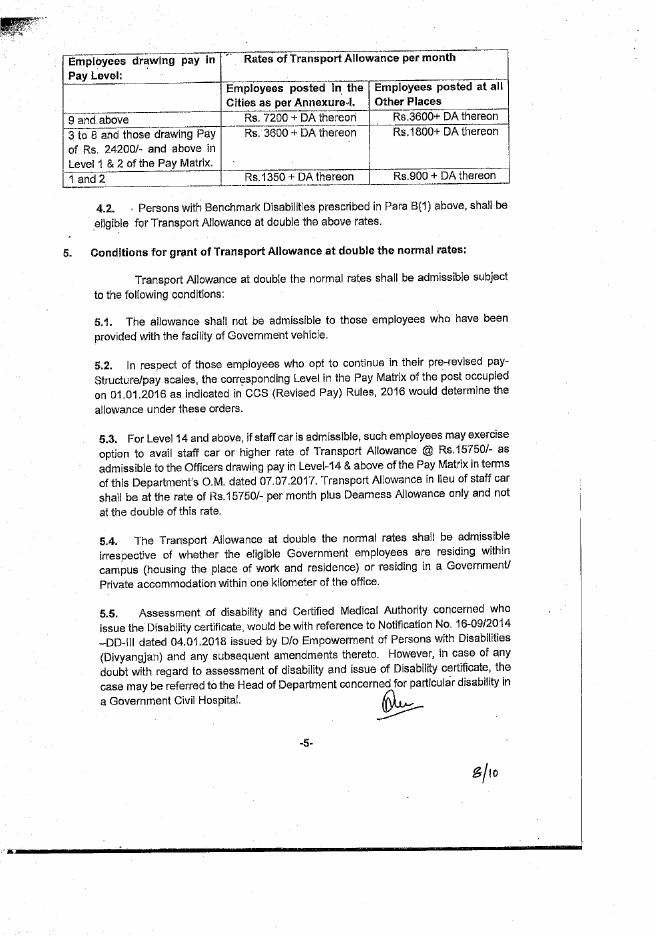 Employees drawing pay in Pay Level:
Rates of Transport Allowance per month
Employees posted in the Cities as per Annexure-I.
Employees posted at all Other Places
9 and above
Rs. 7200 + DA thereon
Rs.3600+ DA thereon
3 to 8 and those drawing Pay of Rs. 24200/- and above in Level 1 & 2 of the Pay Matrix.
Rs. 3600 + DA thereon
Rs.1800+ DA thereon
1 and 2
Rs.1350 + DA thereon
Rs.900 + DA thereon
4.2. Persons with Benchmark Disabilities prescribed in Para B(1) above, shall be
eligible for Transport Allowance at double the above rates.
5. Conditions for grant of Transport Allowance at double the normal rates:
Transport Allowance at double the normal rates shall be admissible subject
to the following conditions:
5.1. The allowance shall not be admissible to those employees who have been
provided with the facility of Government vehicle.
5.2. In respect of those employees who opt to continue in their pre-revised pay-
Structure/pay scales, the corresponding Level in the Pay Matrix of the post occupied
on 01.01.2016 as indicated in CCS (Revised Pay) Rules, 2016 would determine the
allowance under these orders.
5.3. For Level 14 and above, if staff car is admissible, such employees may exercise
option to avail staff car or higher rate of Transport Allowance @ Rs.15750/- as
admissible to the Officers drawing pay in Level-14 & above of the Pay Matrix in terms
of this Department's O.M. dated 07.07.2017. Transport Allowance in lieu of staff car
shall be at the rate of Rs.15750/- per month plus Dearness Allowance only and not
at the double of this rate.
5.4. The Transport Allowance at double the normal rates shall be admissible
irrespective of whether the eligible Government employees are residing within
campus (housing the place of work and residence) or residing in a Government/
Private accommodation within one kilometer of the office.
5.5. Assessment of disability and Certified Medical Authority concerned who
issue the Disability certificate, would be with reference to Notification No. 16-09/2014
–DD-III dated 04.01.2018 issued by D/o Empowerment of Persons with Disabilities
(Divyangjan) and any subsequent amendments thereto. However, in case of any
doubt with regard to assessment of disability and issue of Disability certificate, the
case may be referred to the Head of Department concerned for particular disability in
a Government Civil Hospital.
-5-
8/10